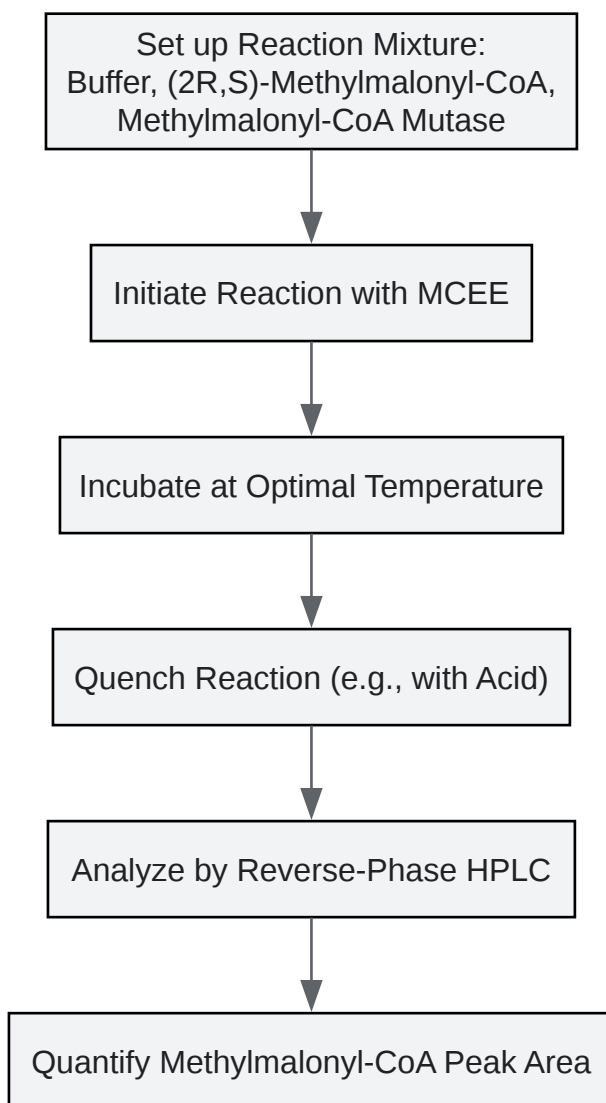 Set up Reaction Mixture:
Buffer, (2R,S)-Methylmalonyl-CoA,
Methylmalonyl-CoA Mutase
Initiate Reaction with MCEE
Incubate at Optimal Temperature
Quench Reaction (e.g., with Acid)
Analyze by Reverse-Phase HPLC
Quantify Methylmalonyl-CoA Peak Area